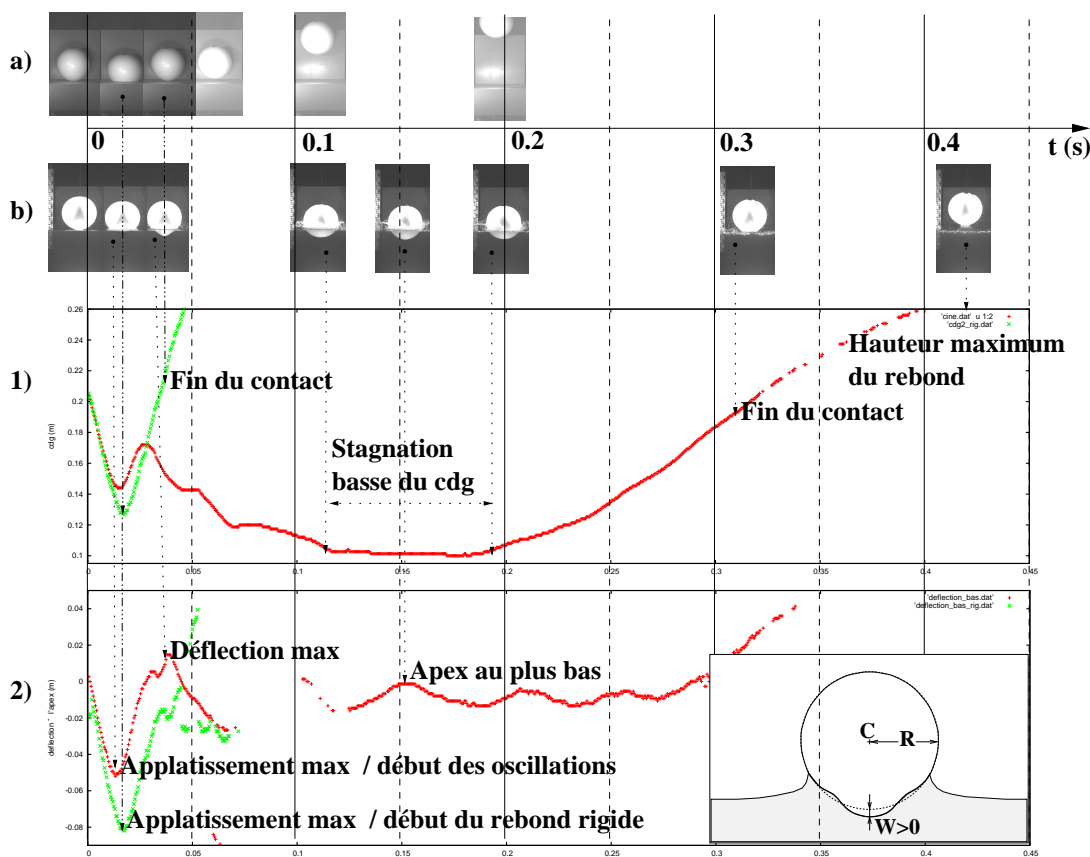 a)
0
0.1
0.2
0.3
0.4
t (s)
b)
1)
0.26
0.24
0.22
0.2
0.18
0.16
0.14
0.12
0.1
cdg (m)
'cine.dat' u 1:2
'cdg2_rig.dat'
Hauteur maximum
du rebond
Fin du contact
Fin du contact
Stagnation
basse du cdg
0
0.05
0.1
0.15
0.2
0.25
0.3
0.35
0.4
0.45
2)
0.04
0.02
0
-0.02
-0.04
-0.06
-0.08
deflection ` l'apex (m)
'deflection_bas.dat'
'deflection_bas_rig.dat'
Déflection max
Apex au plus bas
Applatissement max / début des oscillations
Applatissement max / début du rebond rigide
C
R
W>0
0
0.05
0.1
0.15
0.2
0.25
0.3
0.35
0.4
0.45